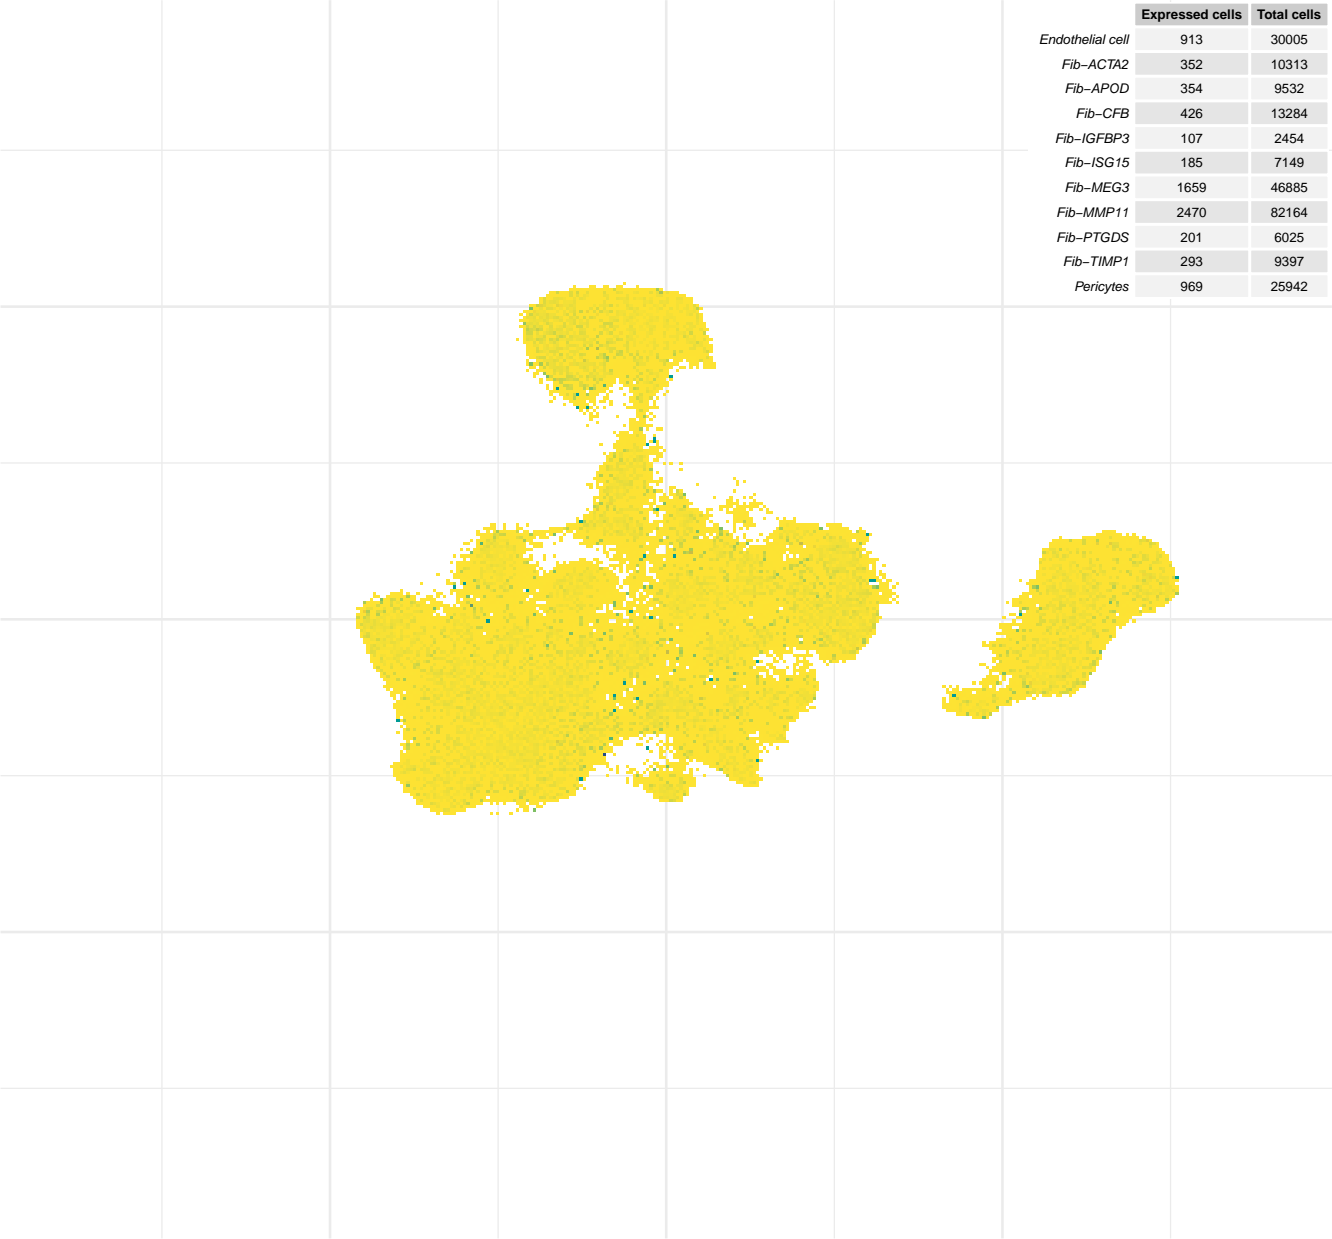 Expressed cells Total cells
Endothelial cell 913 30005
Fib−ACTA2 352 10313
Fib−APOD 354 9532
Fib−CFB 426 13284
Fib−IGFBP3 107 2454
Fib−ISG15 185 7149
Fib−MEG3 1659 46885
Fib−MMP11 2470 82164
Fib−PTGDS 201 6025
Fib−TIMP1 293 9397
Pericytes 969 25942